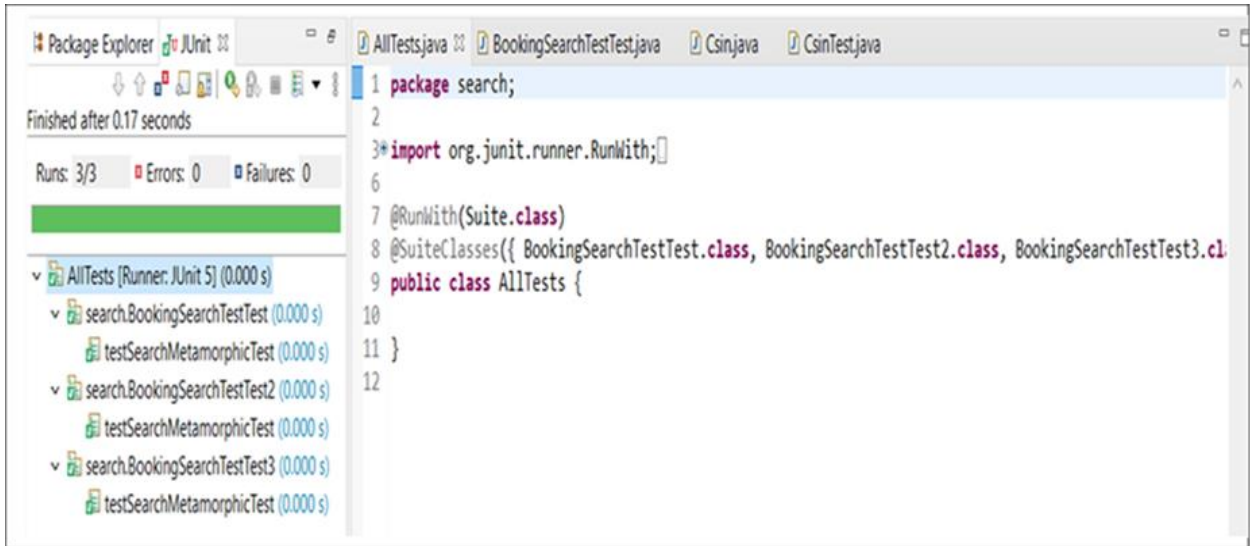 Package Explorer JUnit
Finished after 0.17 seconds
Runs: 3/3 Errors: 0 Failures: 0
AllTests [Runner: JUnit 5] (0.000 s)
search.BookingSearchTestTest (0.000 s)
testSearchMetamorphicTest (0.000 s)
search.BookingSearchTestTest2 (0.000 s)
testSearchMetamorphicTest (0.000 s)
search.BookingSearchTestTest3 (0.000 s)
testSearchMetamorphicTest (0.000 s)
AllTests.java BookingSearchTestTest.java Csin.java CsinTest.java
1 package search;
2
3 import org.junit.runner.RunWith;
6
7 @RunWith(Suite.class)
8 @SuiteClasses({ BookingSearchTestTest.class, BookingSearchTestTest2.class, BookingSearchTestTest3.cl
9 public class AllTests {
10
11 }
12